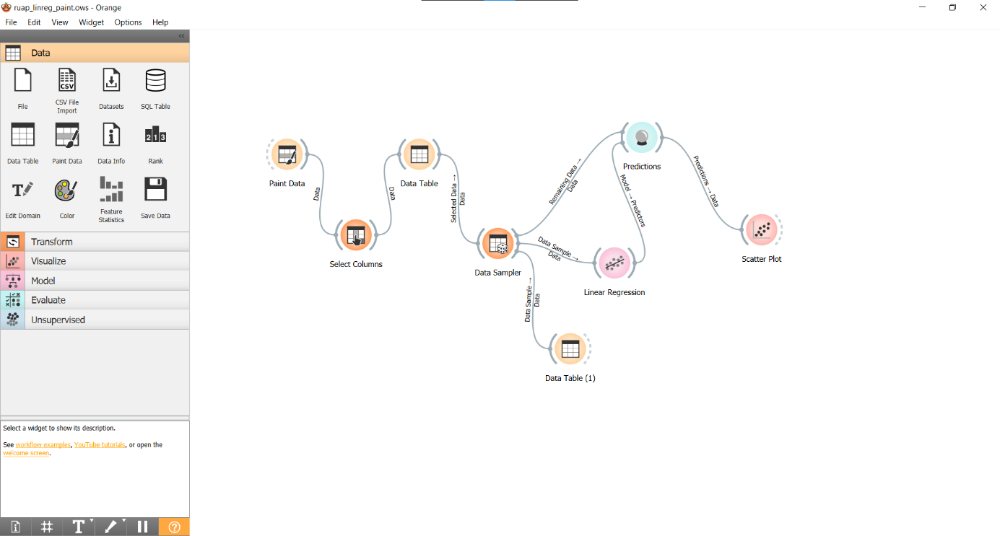 ruap_linreg_paint.ows - Orange
File Edit View Widget Options Help
Data
File
CSV File
Import
Datasets
SQL Table
Data Table
Paint Data
Data Info
Rank
Edit Domain
Color
Feature
Statistics
Save Data
Transform
Visualize
Model
Evaluate
Unsupervised
Select a widget to show its description.
See workflow examples, YouTube tutorials, or open the
welcome screen.
Paint Data
Data
Select Columns
Data
Data Table
Selected Data →
Data
Data Sampler
Remaining Data →
Data
Data Sample →
Data
Data Sample →
Data
Data Table (1)
Linear Regression
Model → Predictors
Predictions
Predictions → Data
Scatter Plot